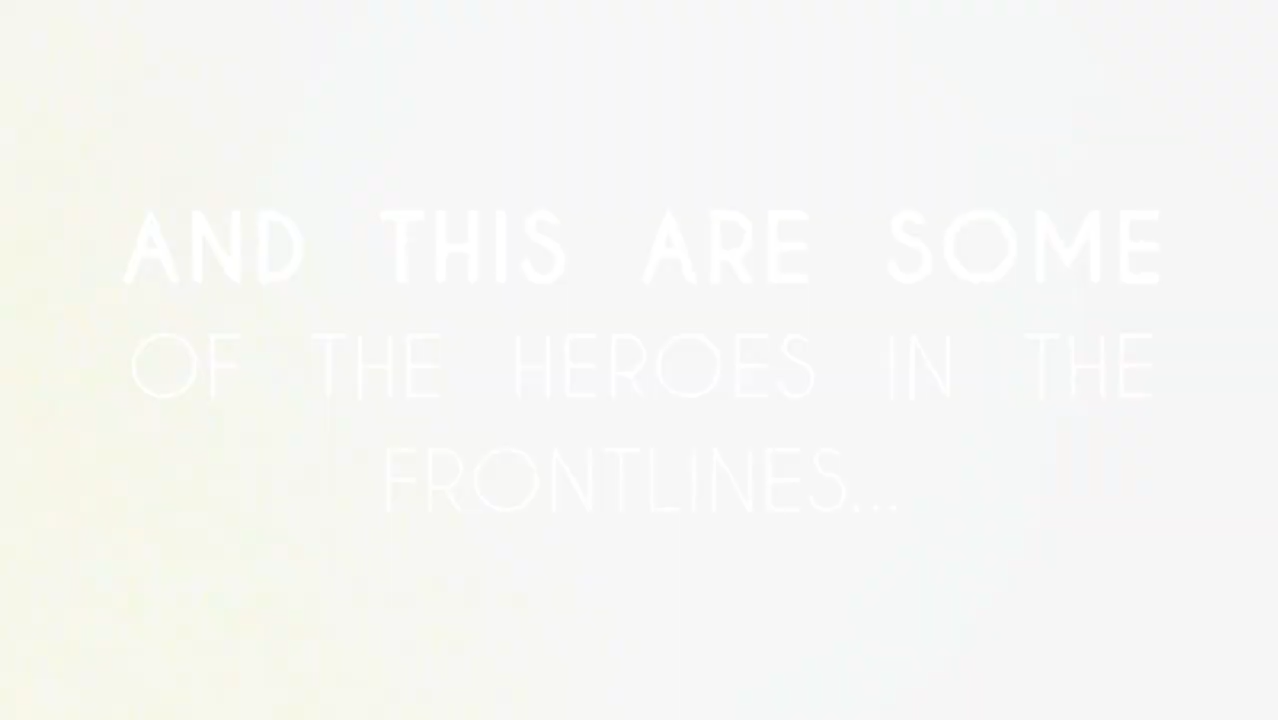 AND THIS ARE SOME
OF THE HEROES IN THE
FRONTLINES...